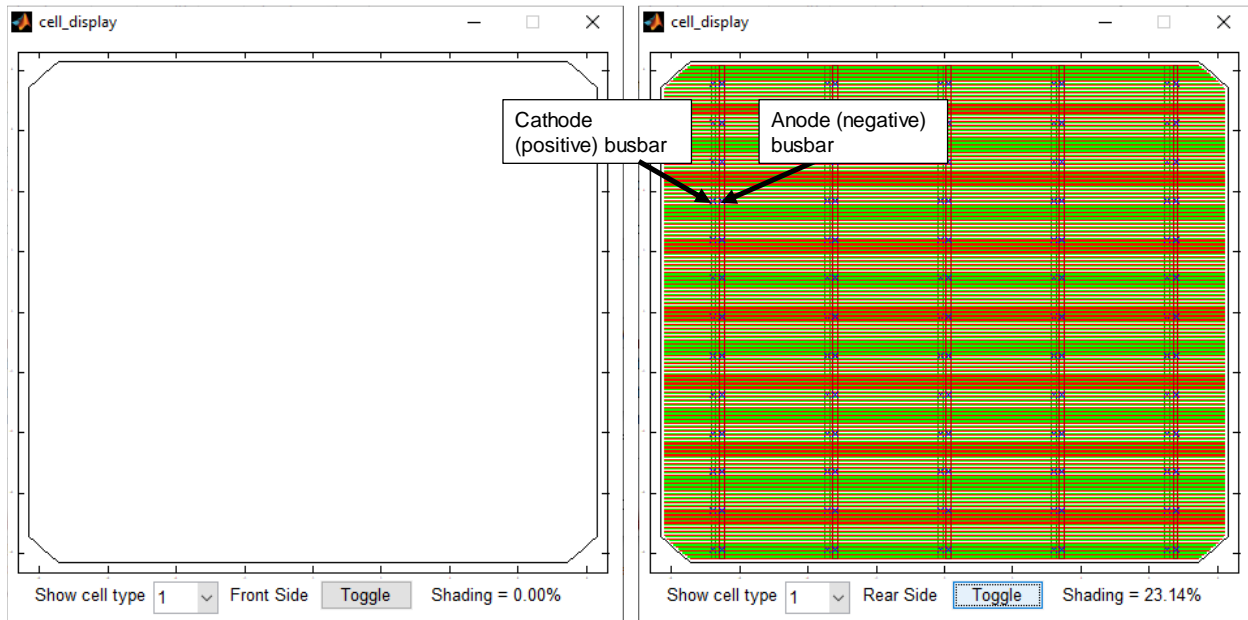 cell_display
cell_display
Cathode
(positive) busbar
Anode (negative)
busbar
Show cell type 1 Front Side Toggle Shading = 0.00%
Show cell type 1 Rear Side Toggle Shading = 23.14%